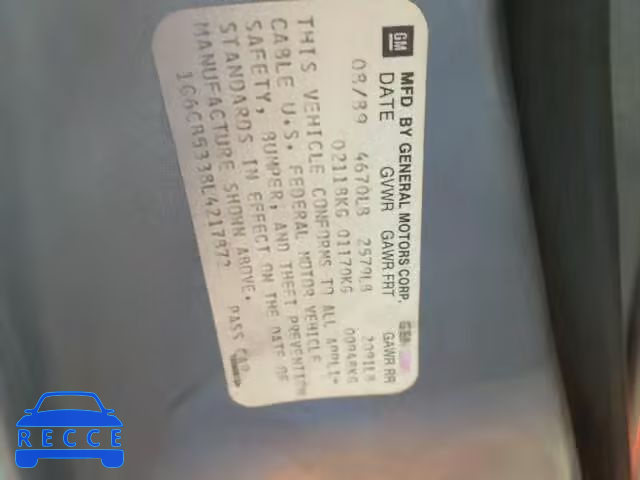 GM
MFD BY GENERAL MOTORS CORP.
DATE GVWR GAWR FRT GAWR RR
09/89 4670LB 2579LB 2091LB
02118KG 01170KG 00948KG
THIS VEHICLE CONFORMS TO ALL APPLI-
CABLE U.S. FEDERAL MOTOR VEHICLE
SAFETY, BUMPER, AND THEFT PREVENTION
STANDARDS IN EFFECT ON THE DATE OF
MANUFACTURE SHOWN ABOVE.
1G6CB5338L4217872 PASS CAR
RECCE